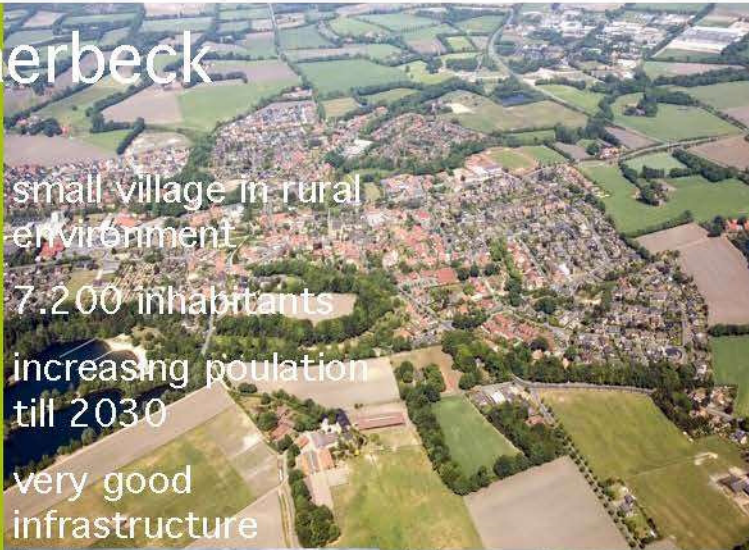 erbeck
small village in rural
environment
7.200 inhabitants
increasing poulation
till 2030
very good
infrastructure